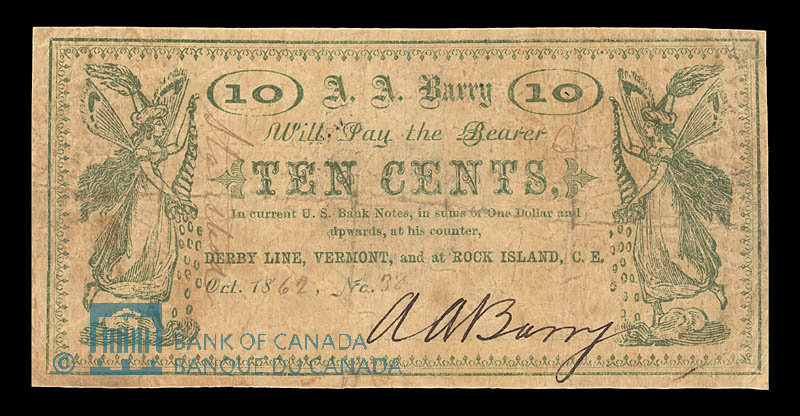 10 A. A. Barry 10
Will Pay the Bearer
TEN CENTS,
In current U. S. Bank Notes, in sums of One Dollar and
upwards, at his counter,
DERBY LINE, VERMONT, and at ROCK ISLAND, C. E.
Oct. 1862, No. 38
A A Barry
© BANK OF CANADA
BANQUE DU CANADA